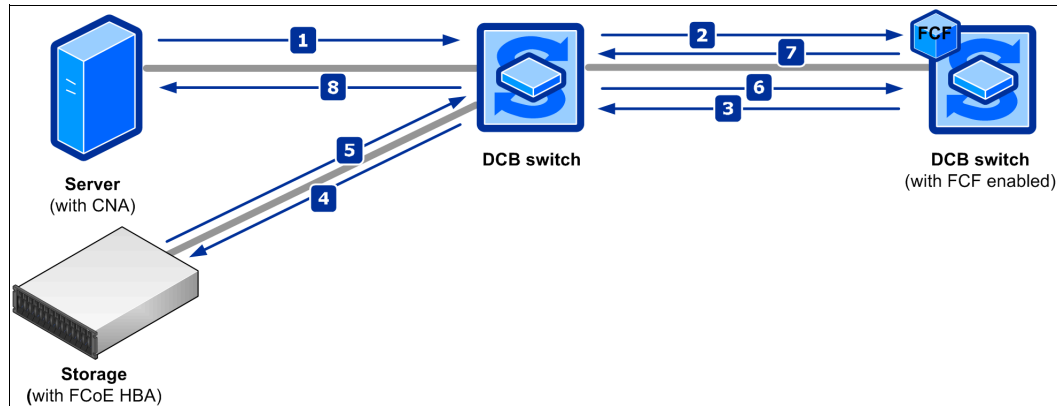 1
2
FCF
7
8
6
3
5
4
DCB switch
DCB switch
(with FCF enabled)
Server
(with CNA)
Storage
(with FCoE HBA)